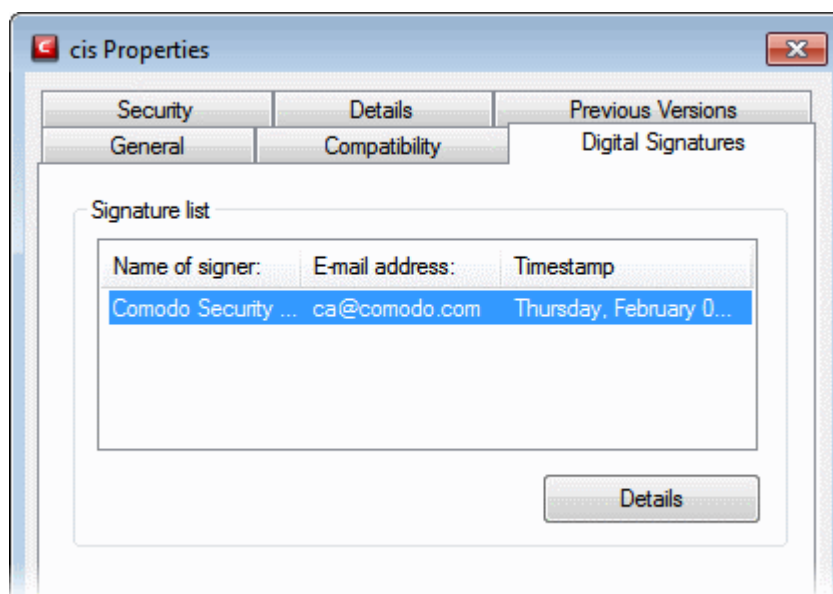 cis Properties
Security Details Previous Versions
General Compatibility Digital Signatures
Signature list
Name of signer: E-mail address: Timestamp
Comodo Security ... ca@comodo.com Thursday, February 0...
Details